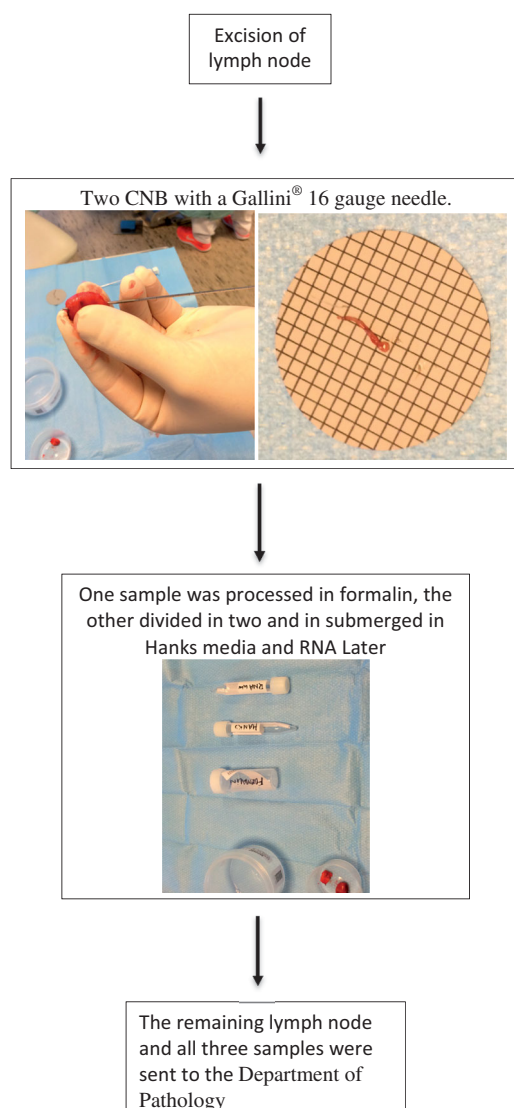 Excision of
lymph node
Two CNB with a Gallini® 16 gauge needle.
One sample was processed in formalin, the
other divided in two and in submerged in
Hanks media and RNA Later
HANKS
FORMALIN
The remaining lymph node
and all three samples were
sent to the Department of
Pathology